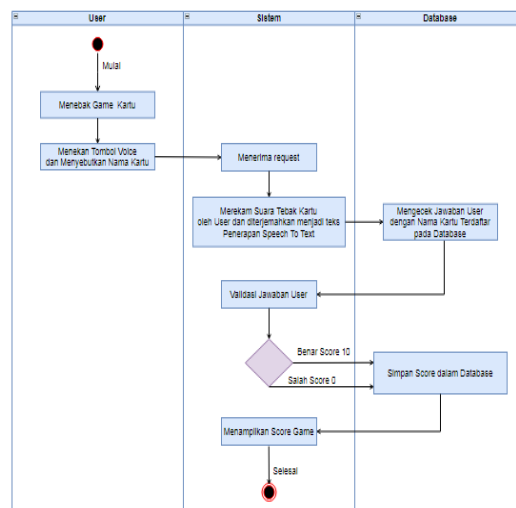 User
Sistem
Database
Mulai
Menebak Game Kartu
Menekan Tombol Voice
dan Menyebutkan Nama Kartu
Menerima request
Merekam Suara Tebak Kartu
oleh User dan diterjemahkan menjadi teks
Penerapan Speech To Text
Mengecek Jawaban User
dengan Nama Kartu Terdaftar
pada Database
Validasi Jawaban User
Benar Score 10
Salah Score 0
Simpan Score dalam Database
Menampilkan Score Game
Selesai